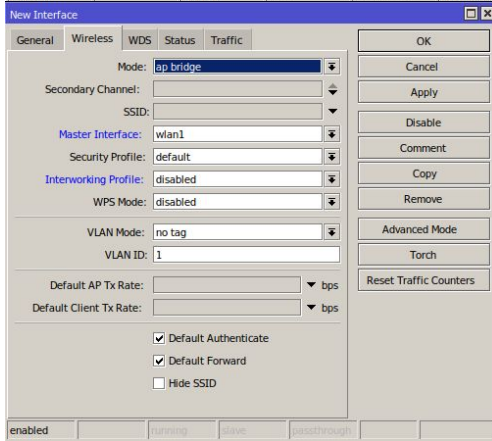 New Interface
General Wireless WDS Status Traffic
OK
Mode: ap bridge
Cancel
Secondary Channel:
Apply
SSID:
Disable
Master Interface: wlan1
Comment
Security Profile: default
Copy
Interworking Profile: disabled
Remove
WPS Mode: disabled
VLAN Mode: no tag
Advanced Mode
VLAN ID: 1
Torch
Default AP Tx Rate: bps
Reset Traffic Counters
Default Client Tx Rate: bps
Default Authenticate
Default Forward
Hide SSID
enabled running slave passthrough